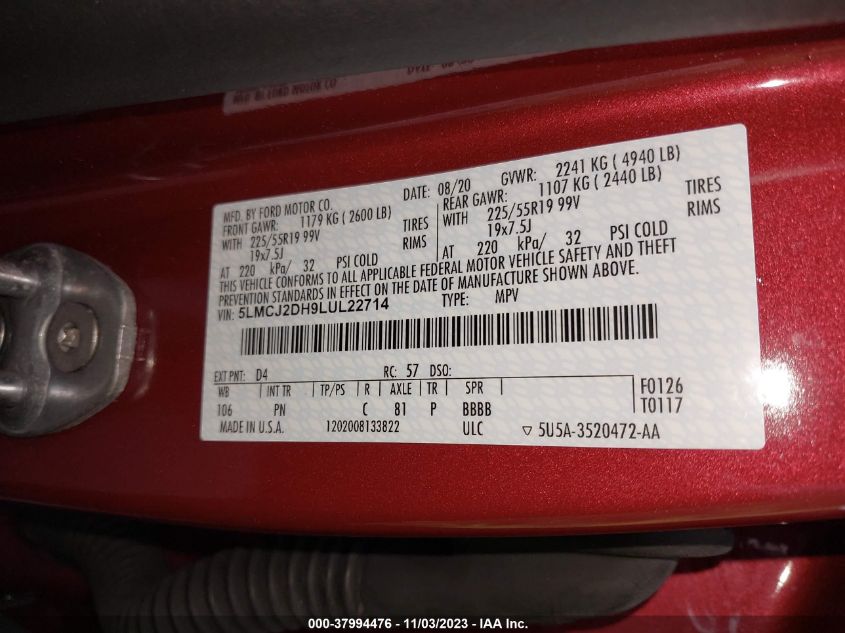 MFD. BY FORD MOTOR CO.
DATE: 08/20 GVWR: 2241 KG ( 4940 LB)
FRONT GAWR: 1179 KG ( 2600 LB) REAR GAWR: 1107 KG ( 2440 LB)
WITH 225/55R19 99V TIRES WITH 225/55R19 99V TIRES
19x7.5J RIMS 19x7.5J RIMS
AT 220 kPa/ 32 PSI COLD AT 220 kPa/ 32 PSI COLD
THIS VEHICLE CONFORMS TO ALL APPLICABLE FEDERAL MOTOR VEHICLE SAFETY AND THEFT
PREVENTION STANDARDS IN EFFECT ON THE DATE OF MANUFACTURE SHOWN ABOVE.
VIN: 5LMCJ2DH9LUL22714 TYPE: MPV
EXT PNT: D4 RC: 57 DSO:
WB INT TR TP/PS R AXLE TR SPR F0126
106 PN C 81 P BBBB T0117
MADE IN U.S.A. 1202008133822 ULC ▽ 5U5A-3520472-AA
000-37994476 - 11/03/2023 - IAA Inc.